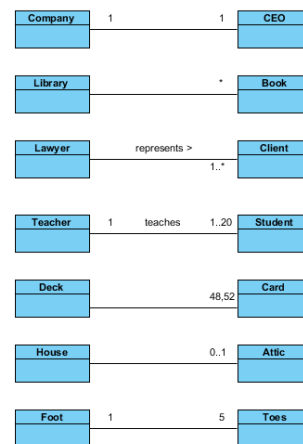 Company 1 1 CEO
Library * Book
Lawyer represents > Client
1..*
Teacher 1 teaches 1..20 Student
Deck Card
48,52
House 0..1 Attic
Foot 1 5 Toes